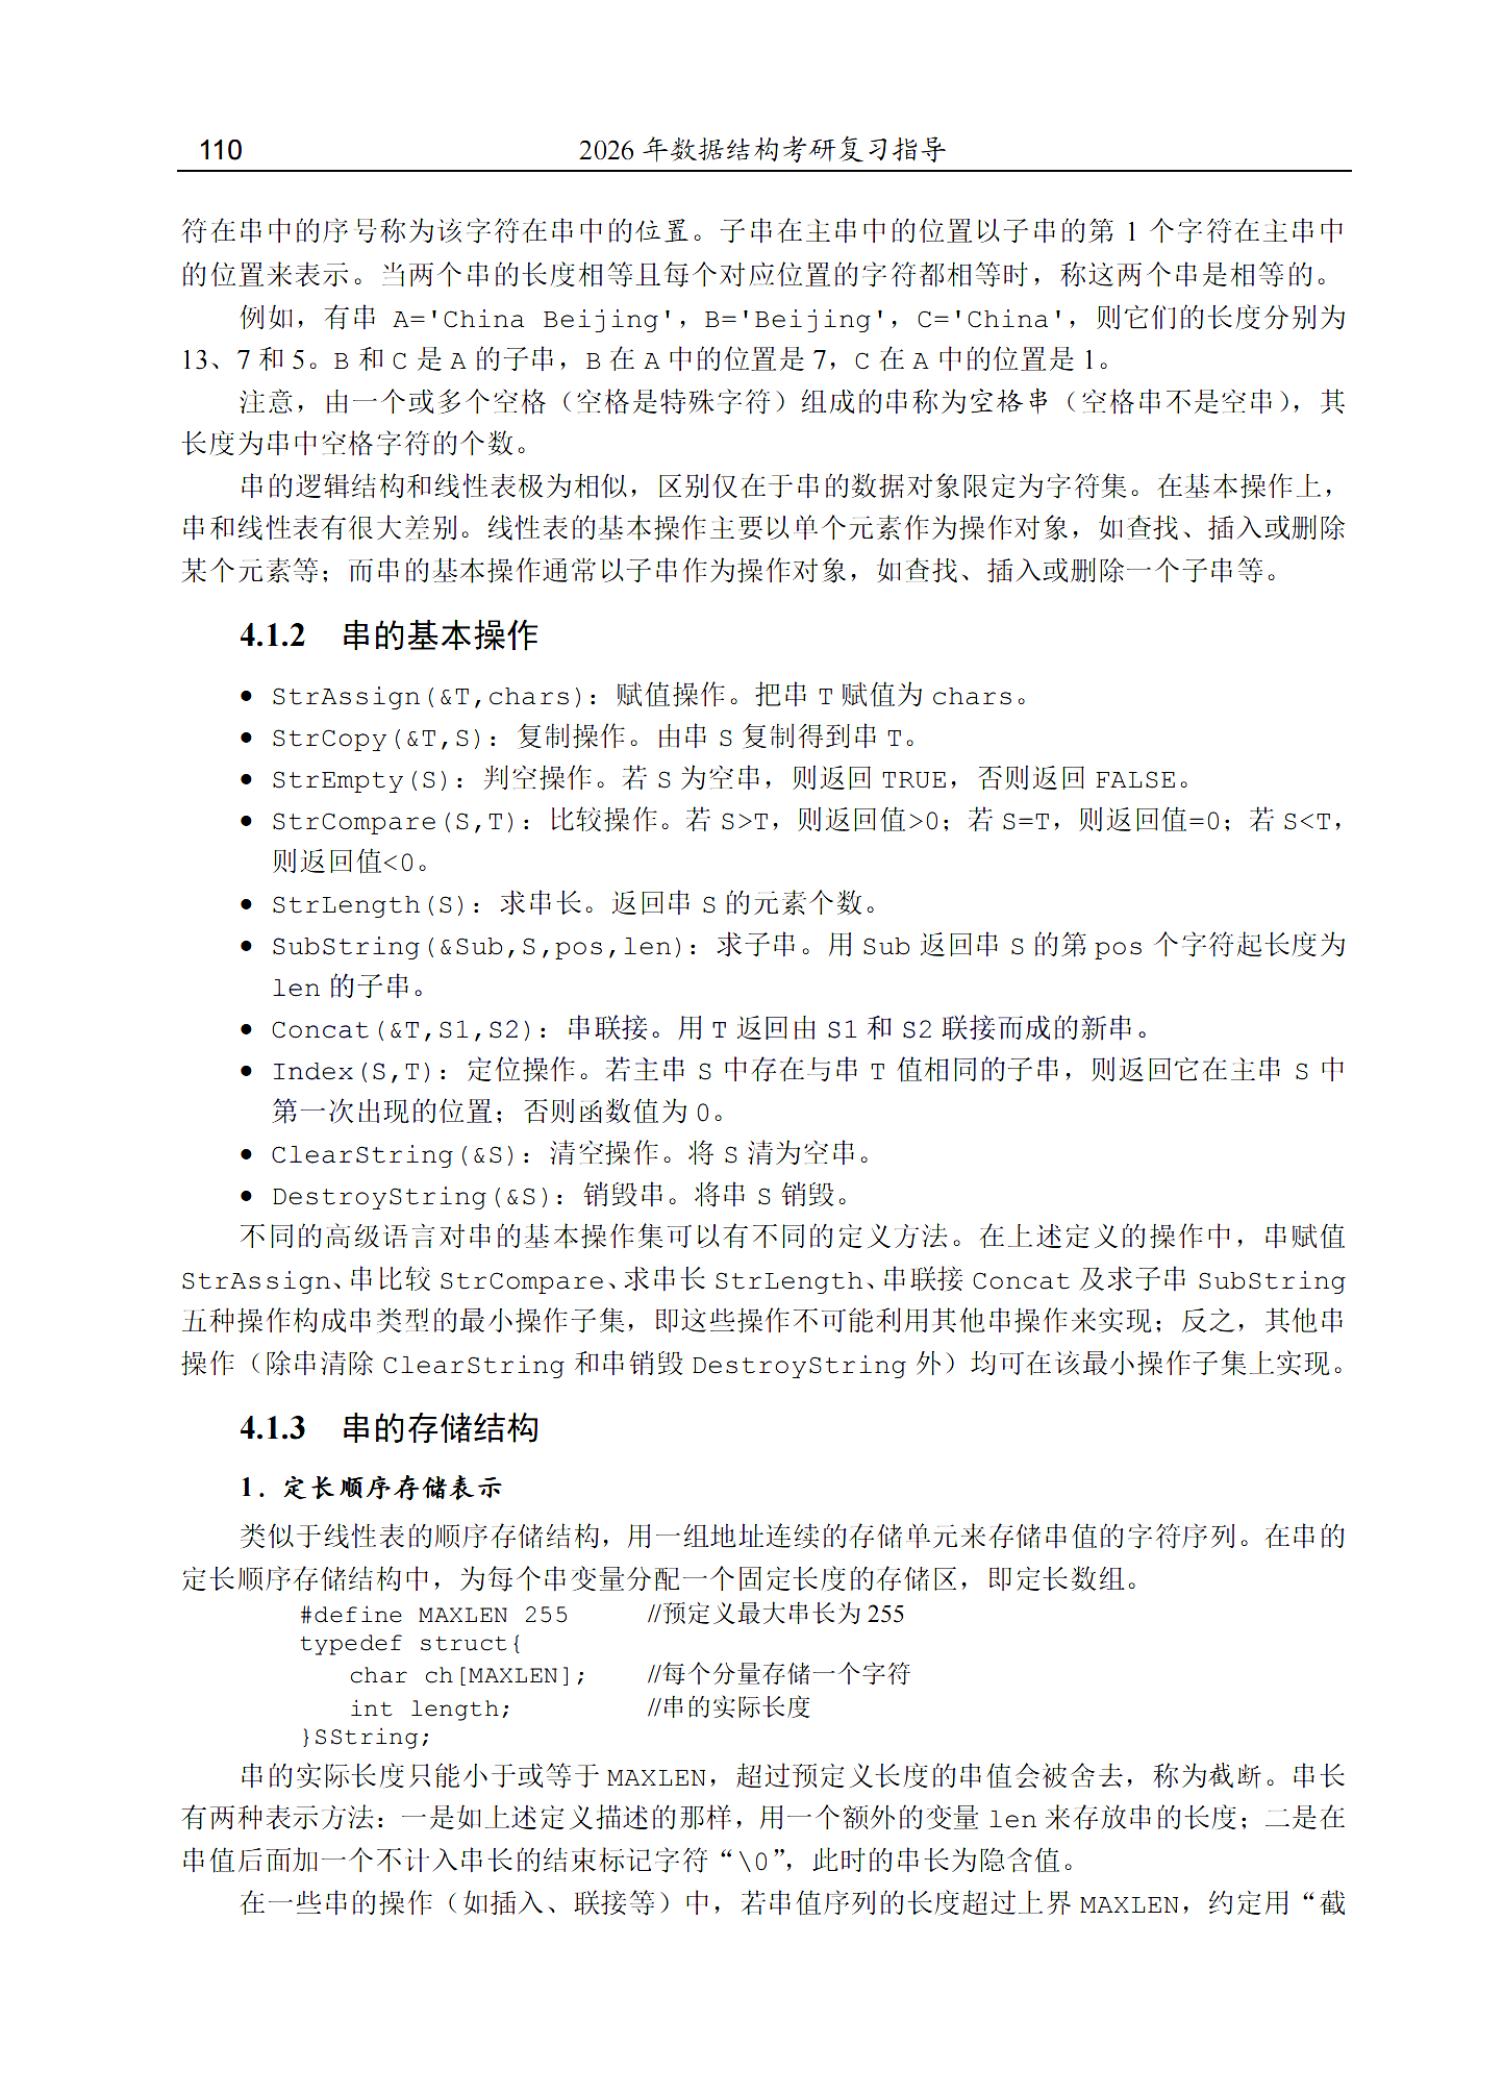 110
2026 年数据结构考研复习指导
符在串中的序号称为该字符在串中的位置。子串在主串中的位置以子串的第 1 个字符在主串中
的位置来表示。当两个串的长度相等且每个对应位置的字符都相等时，称这两个串是相等的。
例如，有串 A='China Beijing'，B='Beijing'，C='China'，则它们的长度分别为
13、7 和 5。B 和 C 是 A 的子串，B 在 A 中的位置是 7，C 在 A 中的位置是 1。
注意，由一个或多个空格（空格是特殊字符）组成的串称为空格串（空格串不是空串），其
长度为串中空格字符的个数。
串的逻辑结构和线性表极为相似，区别仅在于串的数据对象限定为字符集。在基本操作上，
串和线性表有很大差别。线性表的基本操作主要以单个元素作为操作对象，如查找、插入或删除
某个元素等；而串的基本操作通常以子串作为操作对象，如查找、插入或删除一个子串等。
4.1.2 串的基本操作
● StrAssign(&T,chars)：赋值操作。把串 T 赋值为 chars。
● StrCopy(&T,S)：复制操作。由串 S 复制得到串 T。
● StrEmpty(S)：判空操作。若 S 为空串，则返回 TRUE，否则返回 FALSE。
● StrCompare(S,T)：比较操作。若 S>T，则返回值>0；若 S=T，则返回值=0；若 S<T，
则返回值<0。
● StrLength(S)：求串长。返回串 S 的元素个数。
● SubString(&Sub,S,pos,len)：求子串。用 Sub 返回串 S 的第 pos 个字符起长度为
len 的子串。
● Concat(&T,S1,S2)：串联接。用 T 返回由 S1 和 S2 联接而成的新串。
● Index(S,T)：定位操作。若主串 S 中存在与串 T 值相同的子串，则返回它在主串 S 中
第一次出现的位置；否则函数值为 0。
● ClearString(&S)：清空操作。将 S 清为空串。
● DestroyString(&S)：销毁串。将串 S 销毁。
不同的高级语言对串的基本操作集可以有不同的定义方法。在上述定义的操作中，串赋值
StrAssign、串比较 StrCompare、求串长 StrLength、串联接 Concat 及求子串 SubString
五种操作构成串类型的最小操作子集，即这些操作不可能利用其他串操作来实现；反之，其他串
操作（除串清除 ClearString 和串销毁 DestroyString 外）均可在该最小操作子集上实现。
4.1.3 串的存储结构
1．定长顺序存储表示
类似于线性表的顺序存储结构，用一组地址连续的存储单元来存储串值的字符序列。在串的
定长顺序存储结构中，为每个串变量分配一个固定长度的存储区，即定长数组。
#define MAXLEN 255 //预定义最大串长为 255
typedef struct{
char ch[MAXLEN]; //每个分量存储一个字符
int length; //串的实际长度
}SString;
串的实际长度只能小于或等于 MAXLEN，超过预定义长度的串值会被舍去，称为截断。串长
有两种表示方法：一是如上述定义描述的那样，用一个额外的变量 len 来存放串的长度；二是在
串值后面加一个不计入串长的结束标记字符“\0”，此时的串长为隐含值。
在一些串的操作（如插入、联接等）中，若串值序列的长度超过上界 MAXLEN，约定用“截